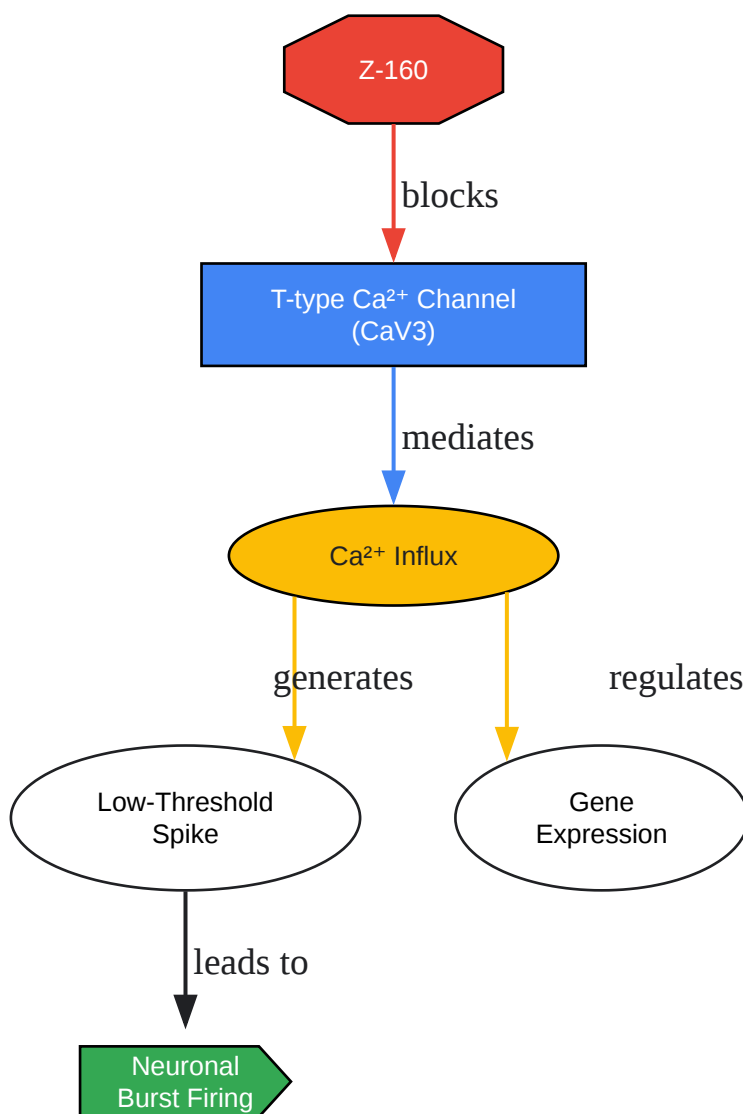 Z-160
blocks
T-type Ca²⁺ Channel
(CaV3)
mediates
Ca²⁺ Influx
generates
regulates
Low-Threshold
Spike
Gene
Expression
leads to
Neuronal
Burst Firing